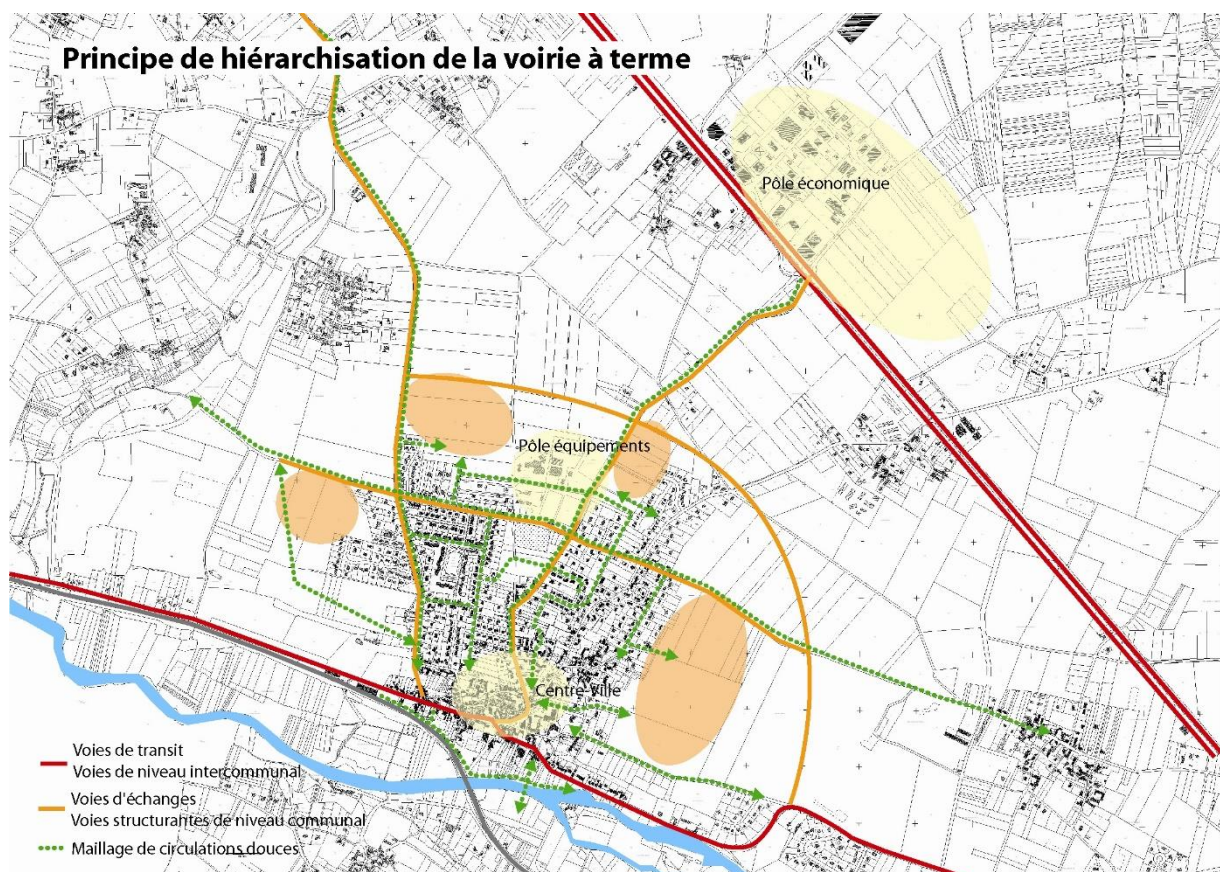 Principe de hiérarchisation de la voirie à terme
Pôle économique
Pôle équipements
Centre-Ville
Voies de transit
Voies de niveau intercommunal
Voies d'échanges
Voies structurantes de niveau communal
Maillage de circulations douces